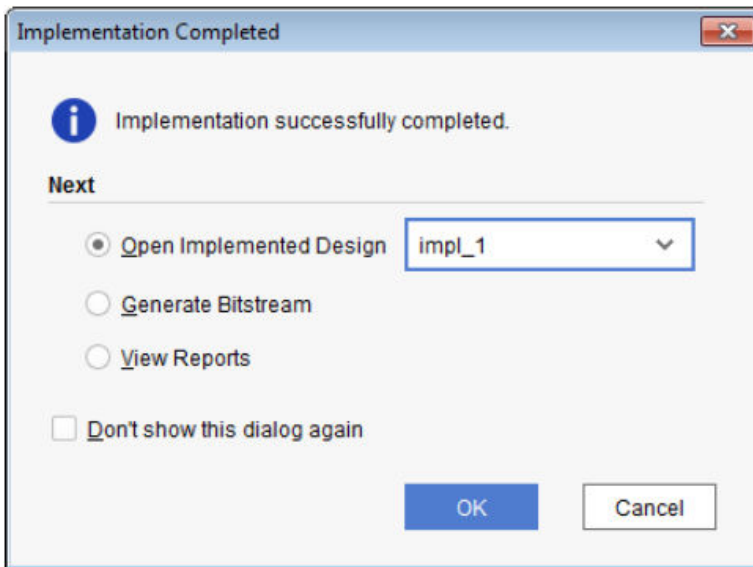 Implementation Completed
Implementation successfully completed.
Next
Open Implemented Design impl_1
Generate Bitstream
View Reports
Don't show this dialog again
OK Cancel